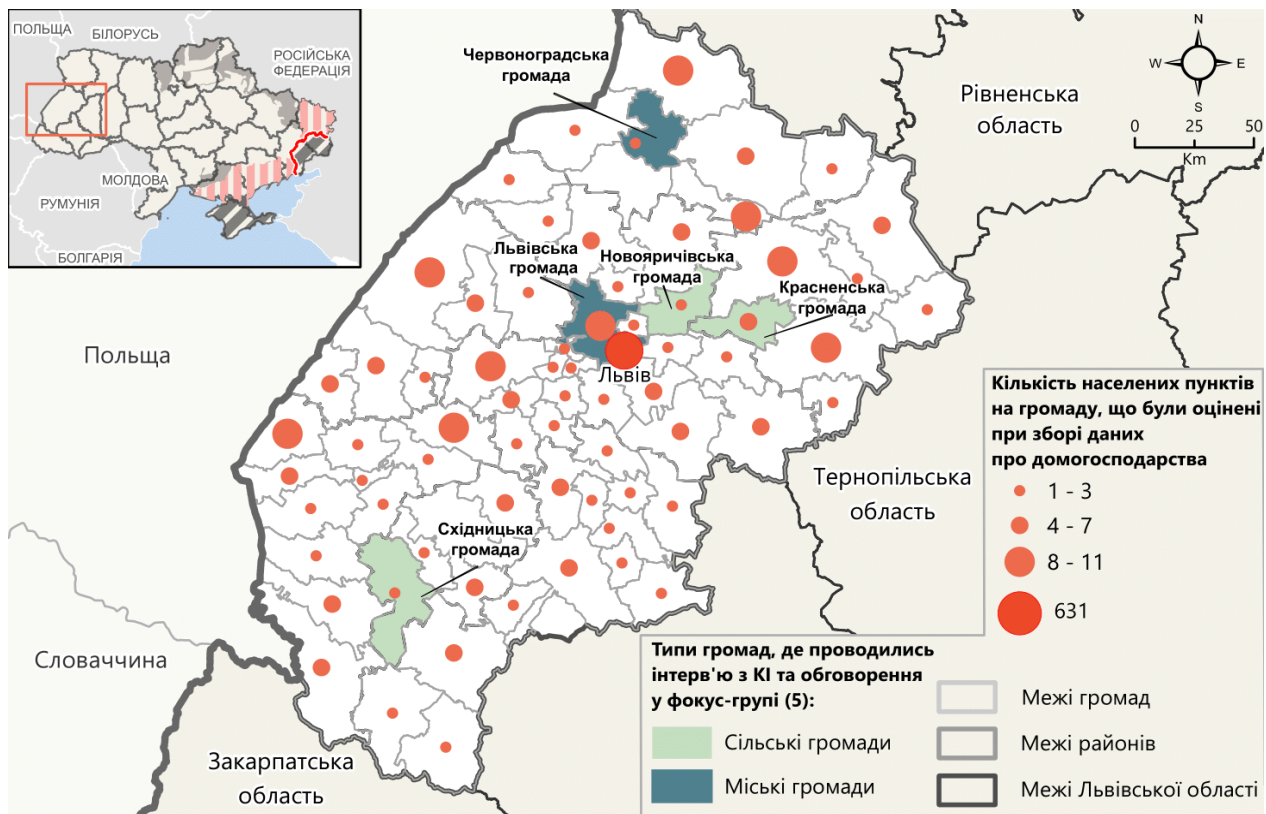 ПОЛЬЩА
БІЛОРУСЬ
РОСІЙСЬКА
ФЕДЕРАЦІЯ
МОЛДОВА
РУМУНІЯ
БОЛГАРІЯ
Червоноградська
громада
Рівненська
область
N
W
E
S
0
25
50
Km
Львівська
громада
Новояричівська
громада
Красненська
громада
Польща
Львів
Східницька
громада
Тернопільська
область
Словаччина
Закарпатська
область
Кількість населених пунктів
на громаду, що були оцінені
при зборі даних
про домогосподарства
1 - 3
4 - 7
8 - 11
631
Типи громад, де проводились
інтерв'ю з КІ та обговорення
у фокус-групі (5):
Сільські громади
Міські громади
Межі громад
Межі районів
Межі Львівської області